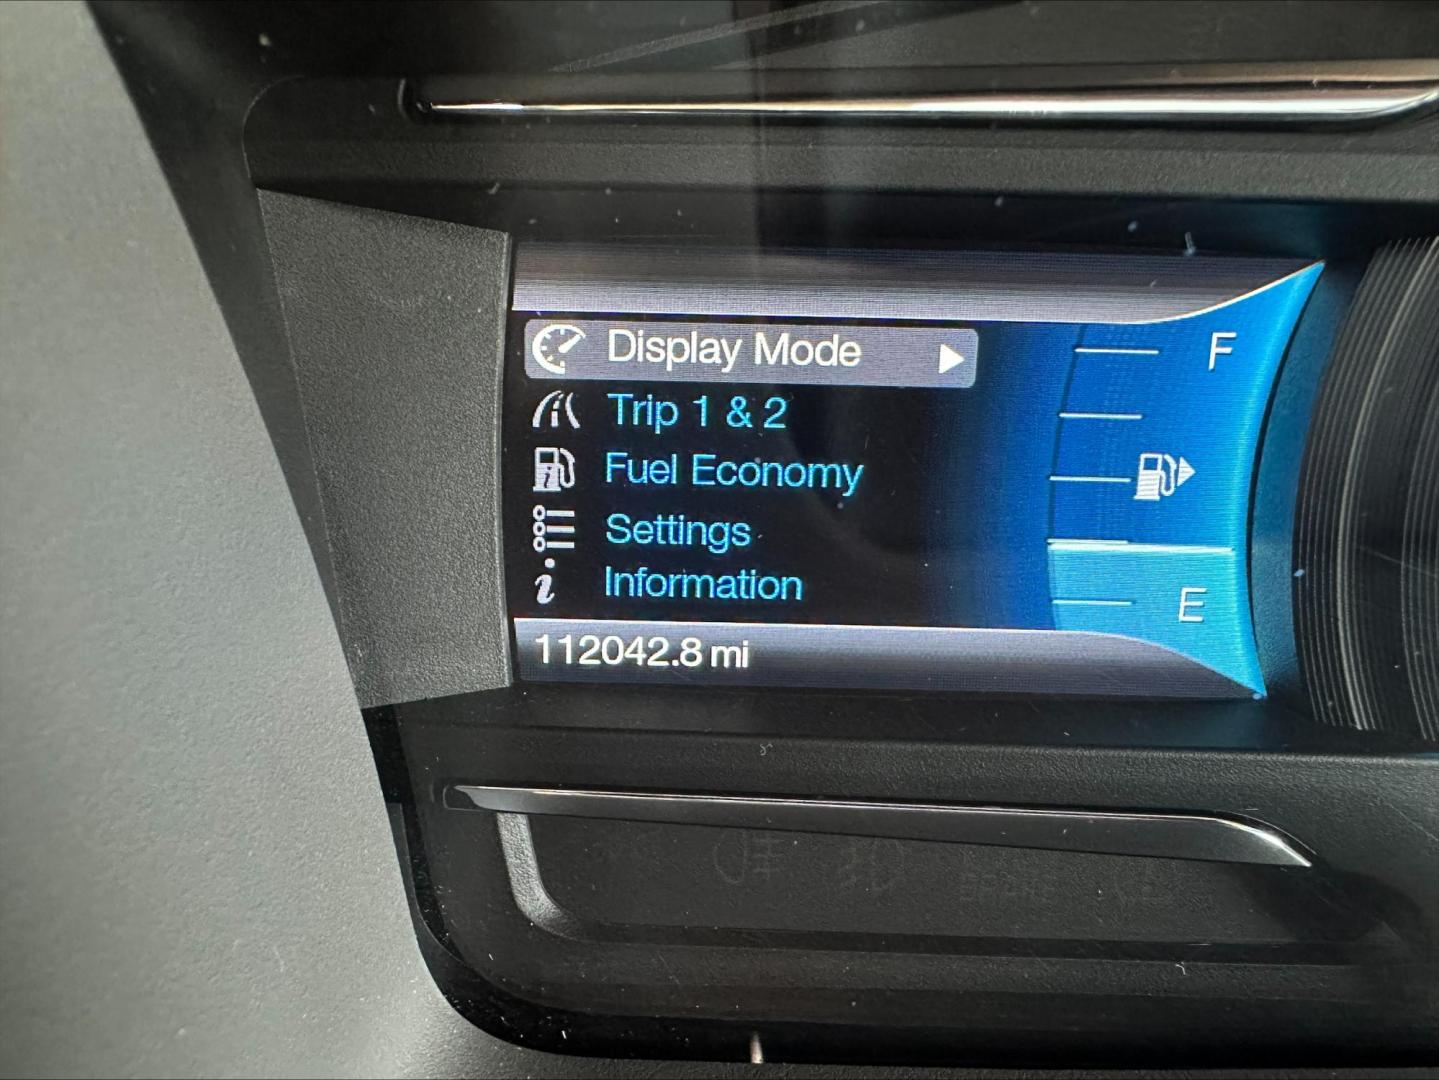 Display Mode
F
Trip 1 & 2
Fuel Economy
Settings
Information
E
112042.8 mi